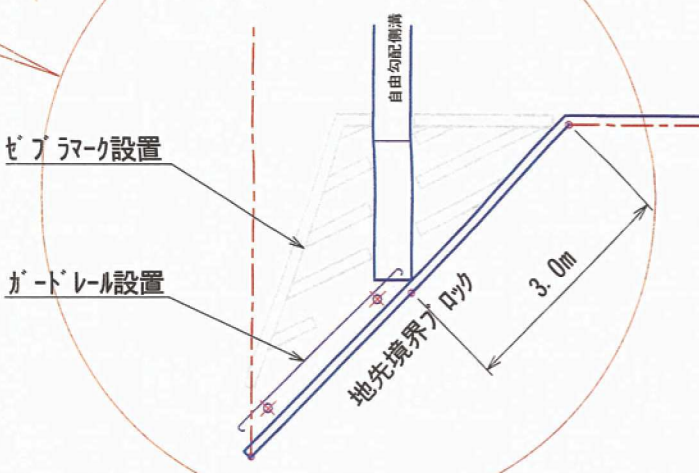 自由勾配側溝
ゼブラマーク設置
ガードレール設置
3.0m
地先境界ブロック